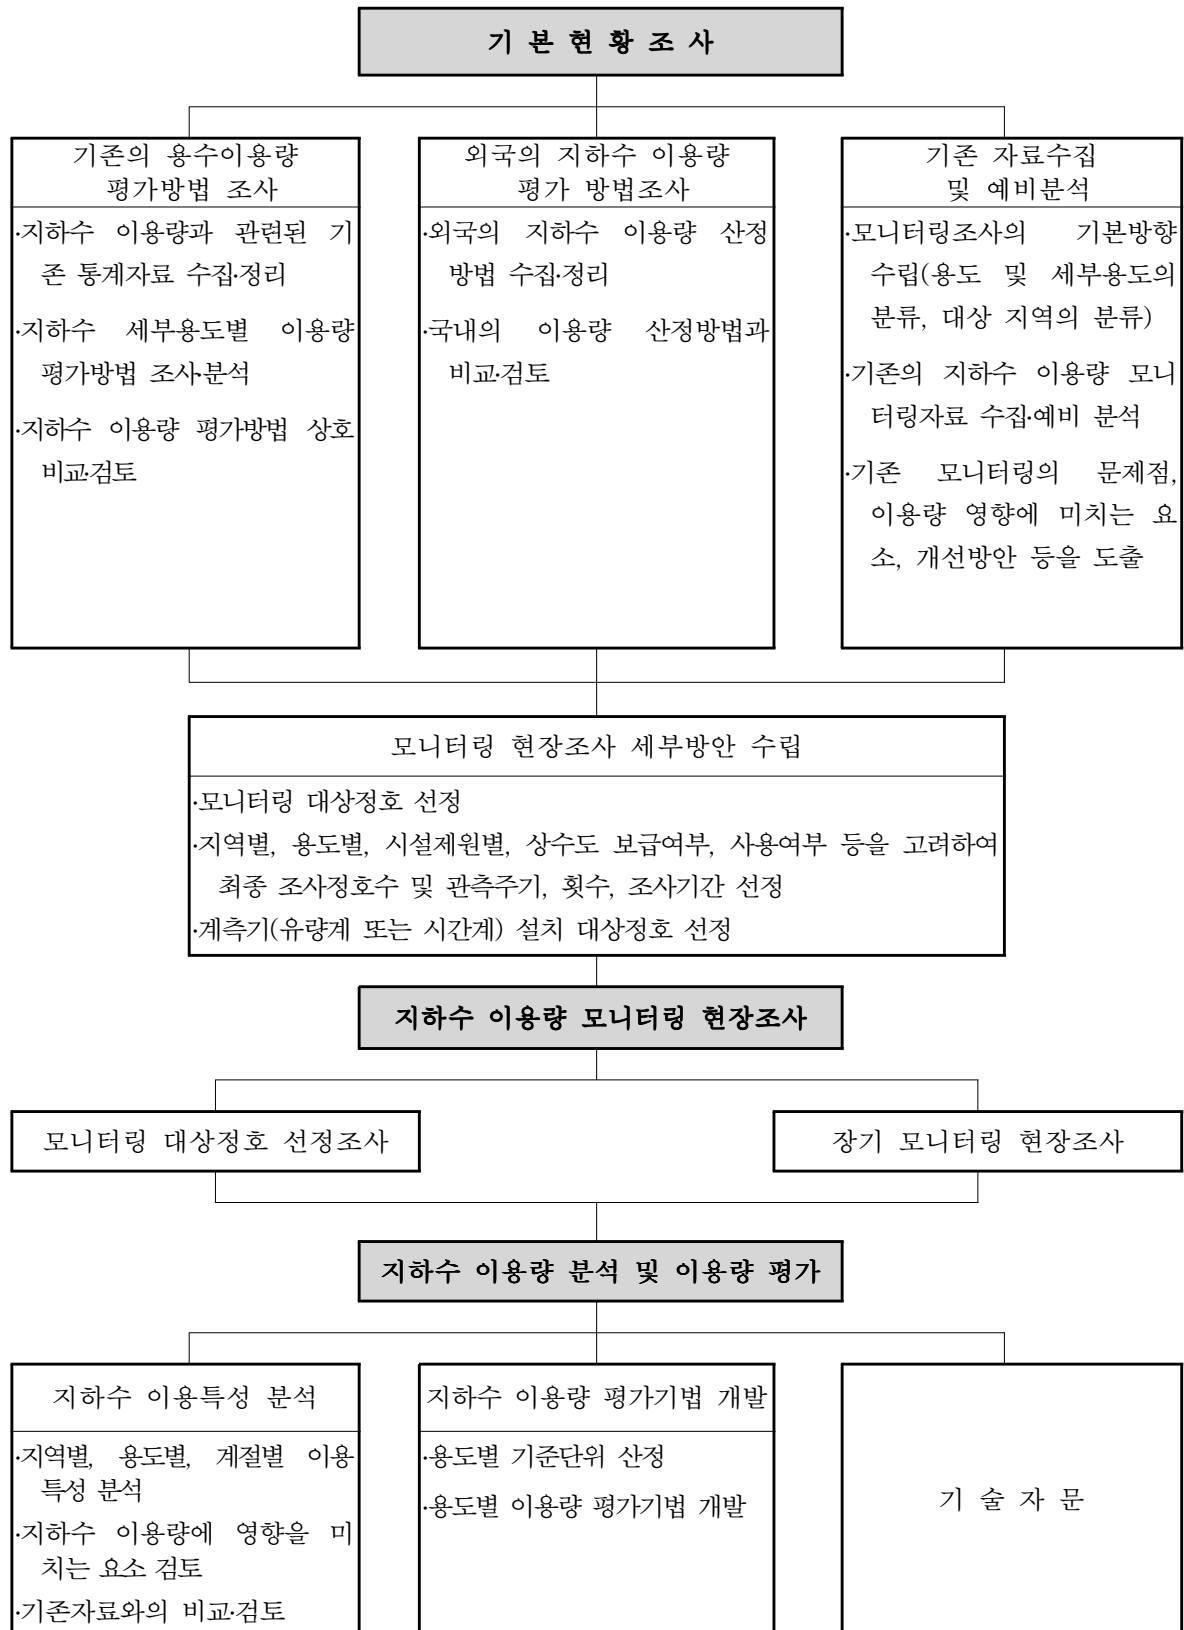 기 본 현 황 조 사
기존의 용수이용량
평가방법 조사
·지하수 이용량과 관련된 기
존 통계자료 수집·정리
·지하수 세부용도별 이용량
평가방법 조사·분석
·지하수 이용량 평가방법 상호
비교·검토
외국의 지하수 이용량
평가 방법조사
·외국의 지하수 이용량 산정
방법 수집·정리
·국내의 이용량 산정방법과
비교·검토
기존 자료수집
및 예비분석
·모니터링조사의 기본방향
수립(용도 및 세부용도의
분류, 대상 지역의 분류)
·기존의 지하수 이용량 모니
터링자료 수집·예비 분석
·기존 모니터링의 문제점,
이용량 영향에 미치는 요
소, 개선방안 등을 도출
모니터링 현장조사 세부방안 수립
·모니터링 대상정호 선정
·지역별, 용도별, 시설제원별, 상수도 보급여부, 사용여부 등을 고려하여
최종 조사정호수 및 관측주기, 횟수, 조사기간 선정
·계측기(유량계 또는 시간계) 설치 대상정호 선정
지하수 이용량 모니터링 현장조사
모니터링 대상정호 선정조사
장기 모니터링 현장조사
지하수 이용량 분석 및 이용량 평가
지하수 이용특성 분석
·지역별, 용도별, 계절별 이용
특성 분석
·지하수 이용량에 영향을 미
치는 요소 검토
·기존자료와의 비교·검토
지하수 이용량 평가기법 개발
·용도별 기준단위 산정
·용도별 이용량 평가기법 개발
기 술 자 문